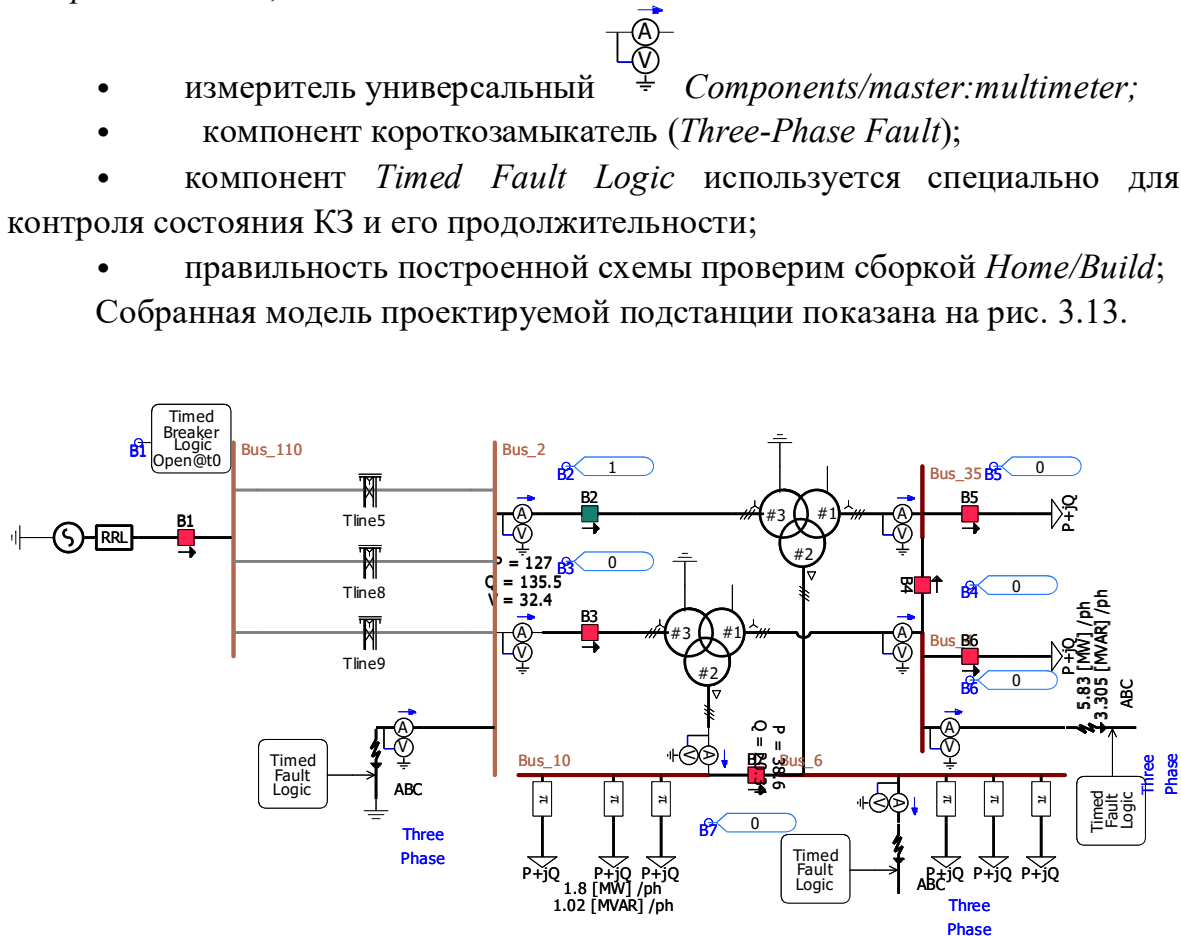 A
V
• измеритель универсальный Components/master:multimeter;
• компонент короткозамыкатель (Three-Phase Fault);
• компонент Timed Fault Logic используется специально для
контроля состояния КЗ и его продолжительности;
• правильность построенной схемы проверим сборкой Home/Build;
Собранная модель проектируемой подстанции показана на рис. 3.13.
Timed
Breaker
Logic
Open@t0
B1
Bus_110
Bus_2
B2
1
Bus_35
B5
0
RRL
B1
Tline5
A
V
B2
#3
#1
#2
A
V
B5
P+jQ
P = 127
Q = 135.5
V = 32.4
B3
0
Tline8
B4
B4
0
Tline9
A
V
B3
#3
#1
#2
A
V
B6
P+jQ
B6
0
5.83 [MW] /ph
3.305 [MVAR] /ph
ABC
A
V
Timed
Fault
Logic
ABC
Three
Phase
V
A
P = 38.6
A
V
Timed
Fault
Logic
Three
Phase
Bus_10
Bus_6
π
π
π
B7
0
V
A
π
π
π
Timed
Fault
Logic
ABC
P+jQ
P+jQ
P+jQ
1.8 [MW] /ph
1.02 [MVAR] /ph
P+jQ
P+jQ
P+jQ
Three
Phase